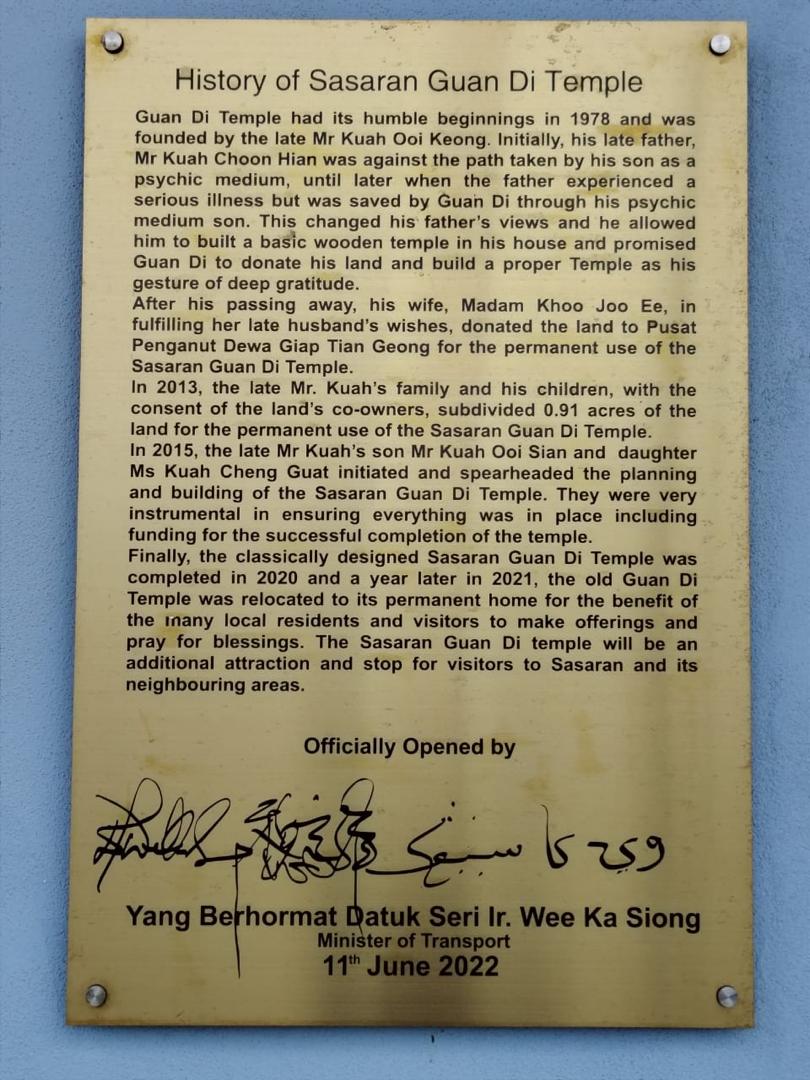 History of Sasaran Guan Di Temple
Guan Di Temple had its humble beginnings in 1978 and was
founded by the late Mr Kuah Ooi Keong. Initially, his late father,
Mr Kuah Choon Hian was against the path taken by his son as a
psychic medium, until later when the father experienced a
serious illness but was saved by Guan Di through his psychic
medium son. This changed his father's views and he allowed
him to built a basic wooden temple in his house and promised
Guan Di to donate his land and build a proper Temple as his
gesture of deep gratitude.
After his passing away, his wife, Madam Khoo Joo Ee, in
fulfilling her late husband's wishes, donated the land to Pusat
Penganut Dewa Giap Tian Geong for the permanent use of the
Sasaran Guan Di Temple.
In 2013, the late Mr. Kuah's family and his children, with the
consent of the land's co-owners, subdivided 0.91 acres of the
land for the permanent use of the Sasaran Guan Di Temple.
In 2015, the late Mr Kuah's son Mr Kuah Ooi Sian and daughter
Ms Kuah Cheng Guat initiated and spearheaded the planning
and building of the Sasaran Guan Di Temple. They were very
instrumental in ensuring everything was in place including
funding for the successful completion of the temple.
Finally, the classically designed Sasaran Guan Di Temple was
completed in 2020 and a year later in 2021, the old Guan Di
Temple was relocated to its permanent home for the benefit of
the many local residents and visitors to make offerings and
pray for blessings. The Sasaran Guan Di temple will be an
additional attraction and stop for visitors to Sasaran and its
neighbouring areas.
Officially Opened by
وي کا سيڠ
Yang Berhormat Datuk Seri Ir. Wee Ka Siong
Minister of Transport
11th June 2022